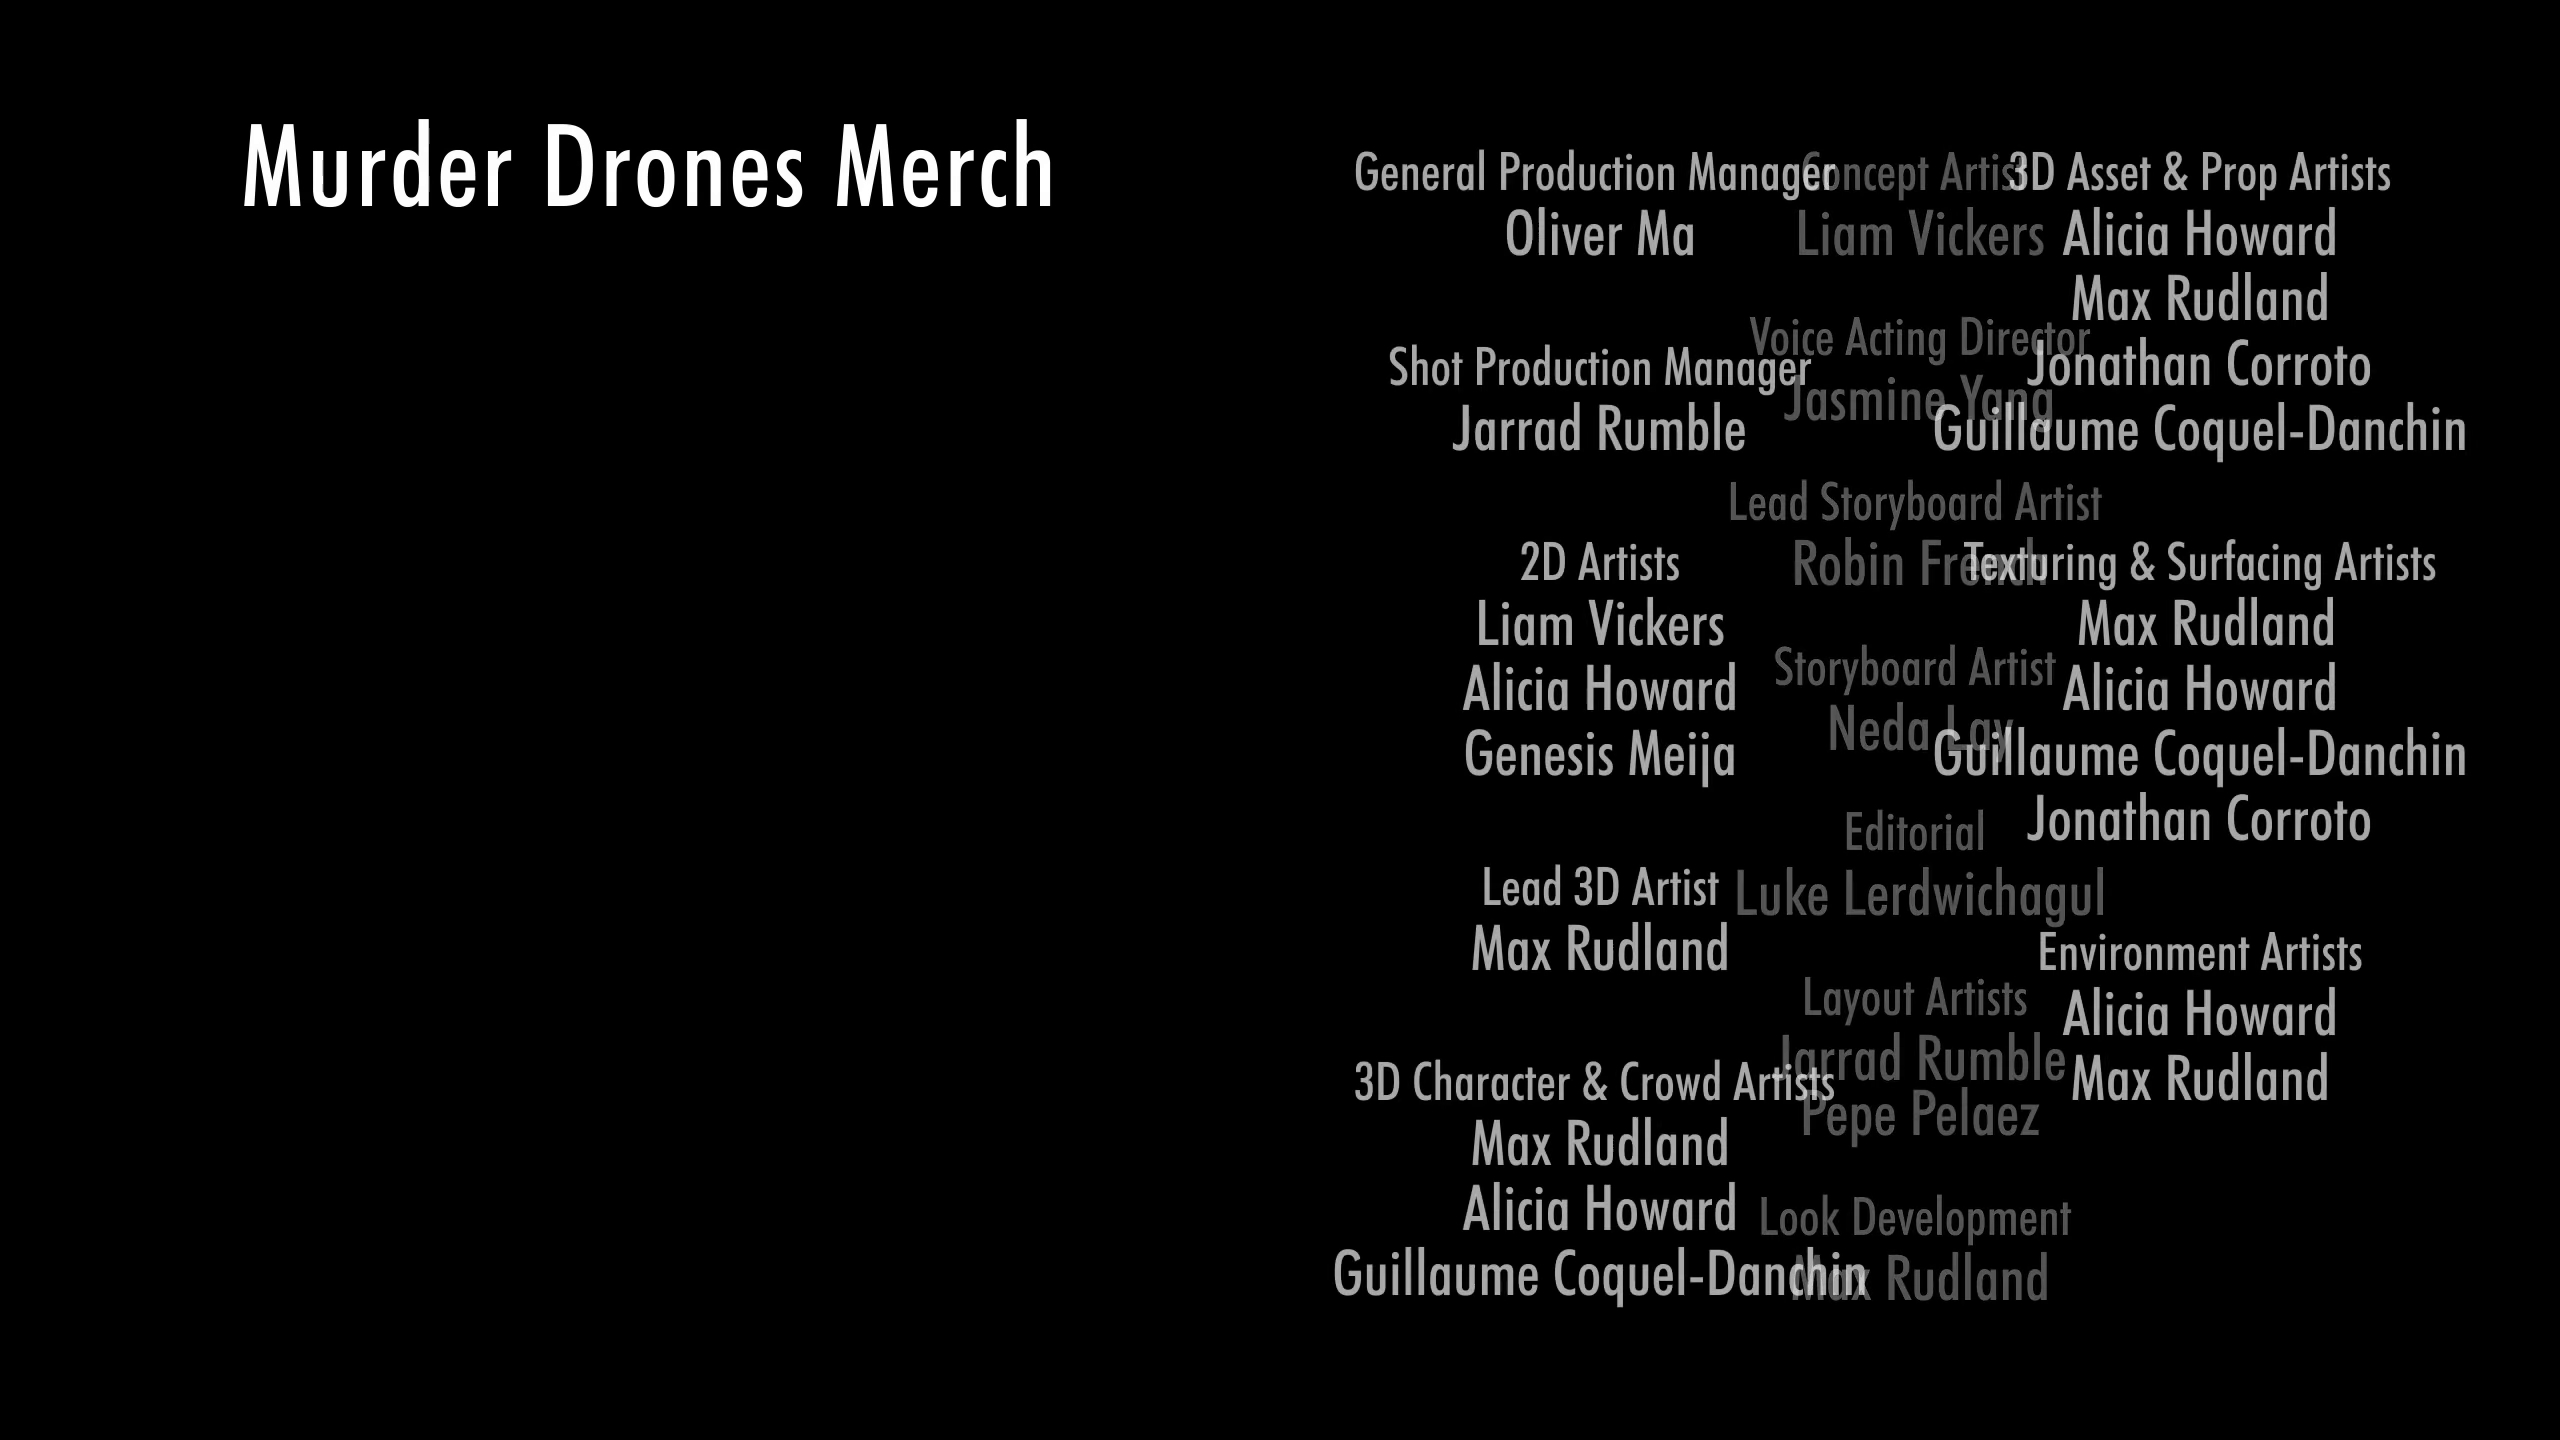 Murder Drones Merch
General Production Manager
Oliver Ma
Shot Production Manager
Jarrad Rumble
2D Artists
Liam Vickers
Alicia Howard
Genesis Meija
Lead 3D Artist
Max Rudland
3D Character & Crowd Artists
Max Rudland
Alicia Howard
Guillaume Coquel-Danchin
Concept Artist
Liam Vickers
Voice Acting Director
Jasmine Yang
Lead Storyboard Artist
Robin French
Storyboard Artist
Neda Lay
Editorial
Luke Lerdwichagul
Layout Artists
Jarrad Rumble
Pepe Pelaez
Look Development
Max Rudland
3D Asset & Prop Artists
Alicia Howard
Max Rudland
Jonathan Corroto
Guillaume Coquel-Danchin
Texturing & Surfacing Artists
Max Rudland
Alicia Howard
Guillaume Coquel-Danchin
Jonathan Corroto
Environment Artists
Alicia Howard
Max Rudland